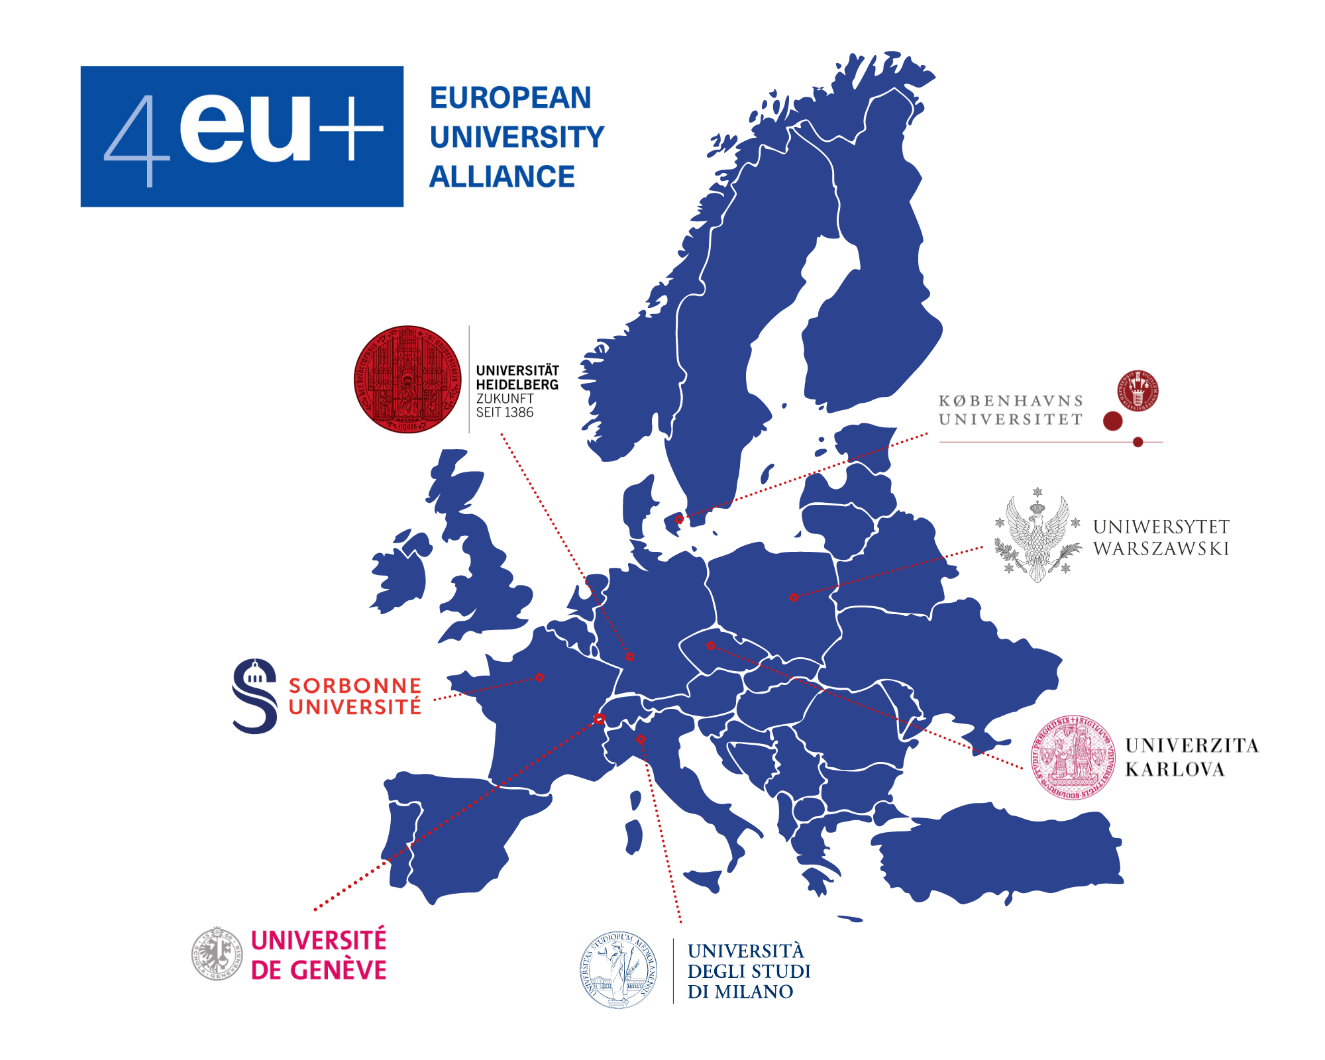 4eu+
EUROPEAN
UNIVERSITY
ALLIANCE
UNIVERSITÄT
HEIDELBERG
ZUKUNFT
SEIT 1386
KØBENHAVNS
UNIVERSITET
UNIWERSYTET
WARSZAWSKI
SORBONNE
UNIVERSITÉ
UNIVERZITA
KARLOVA
UNIVERSITÉ
DE GENÈVE
UNIVERSITÀ
DEGLI STUDI
DI MILANO